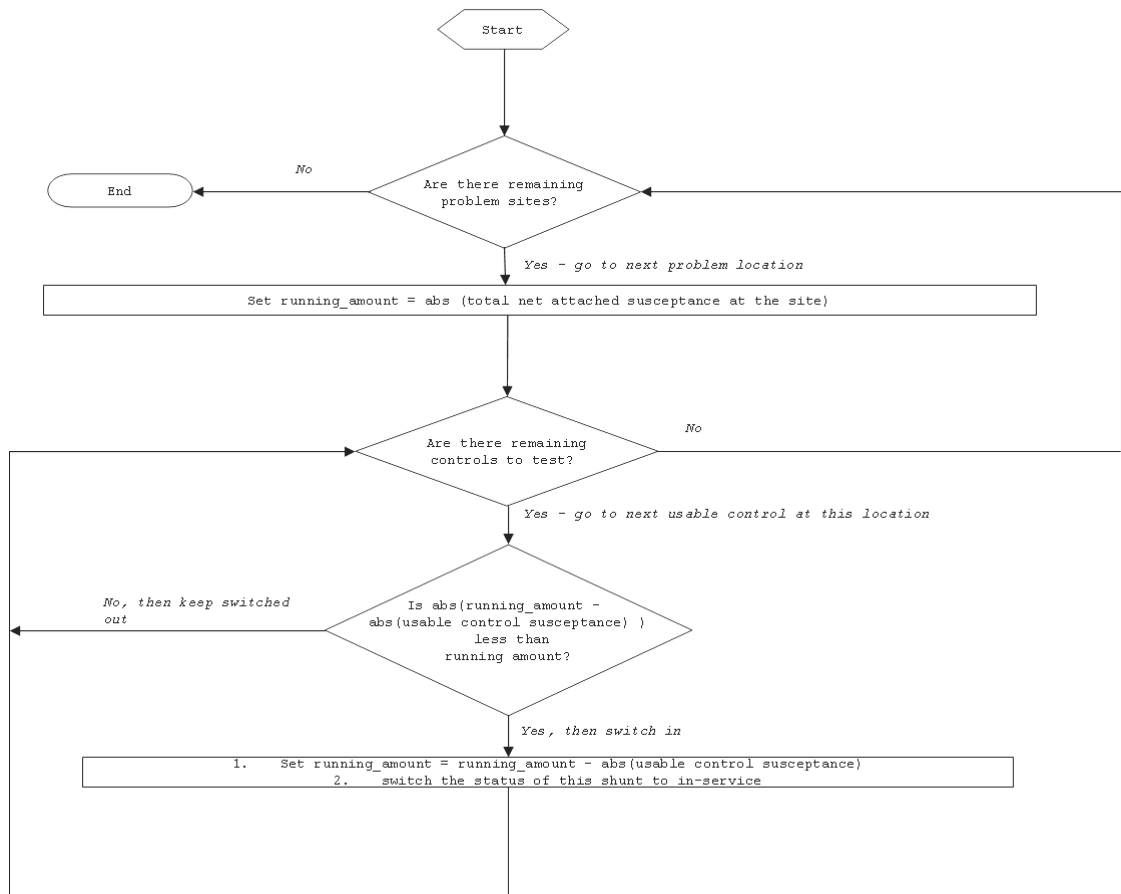 Start
No
End
Are there remaining
problem sites?
Yes - go to next problem location
Set running_amount = abs (total net attached susceptance at the site)
Are there remaining
controls to test?
No
Yes - go to next usable control at this location
No, then keep switched
out
Is abs(running_amount -
abs(usable control susceptance) )
less than
running amount?
Yes, then switch in
1. Set running_amount = running_amount - abs(usable control susceptance)
2. switch the status of this shunt to in-service